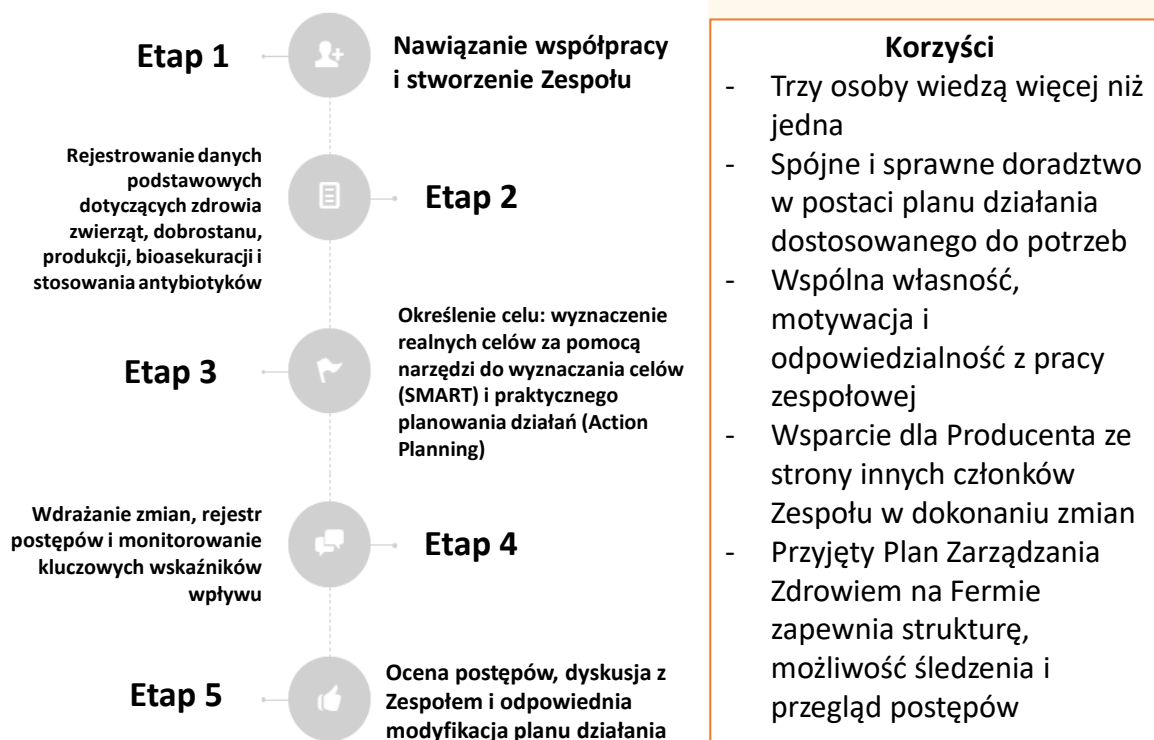 Etap 1
Nawiązanie współpracy
i stworzenie Zespołu
Rejestrowanie danych
podstawowych
dotyczących zdrowia
zwierząt, dobrostanu,
produkcji, bioasekuracji i
stosowania antybiotyków
Etap 2
Etap 3
Określenie celu: wyznaczenie
realnych celów za pomocą
narzędzi do wyznaczania celów
(SMART) i praktycznego
planowania działań (Action
Planning)
Wdrażanie zmian, rejestr
postępów i monitorowanie
kluczowych wskaźników
wpływu
Etap 4
Etap 5
Ocena postępów, dyskusja z
Zespołem i odpowiednia
modyfikacja planu działania
Korzyści
- Trzy osoby wiedzą więcej niż
jedna
- Spójne i sprawne doradztwo
w postaci planu działania
dostosowanego do potrzeb
- Wspólna własność,
motywacja i
odpowiedzialność z pracy
zespołowej
- Wsparcie dla Producenta ze
strony innych członków
Zespołu w dokonaniu zmian
- Przyjęty Plan Zarządzania
Zdrowiem na Fermie
zapewnia strukturę,
możliwość śledzenia i
przegląd postępów